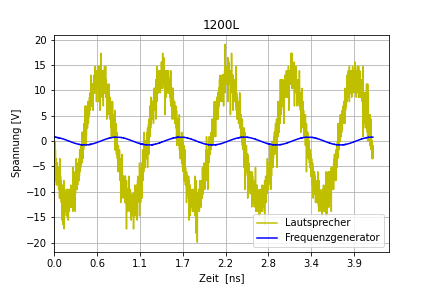 1200L
Spannung [V]
20
15
10
5
0
−5
−10
−15
−20
0.0 0.6 1.1 1.7 2.2 2.8 3.4 3.9
Zeit [ns]
Lautsprecher
Frequenzgenerator